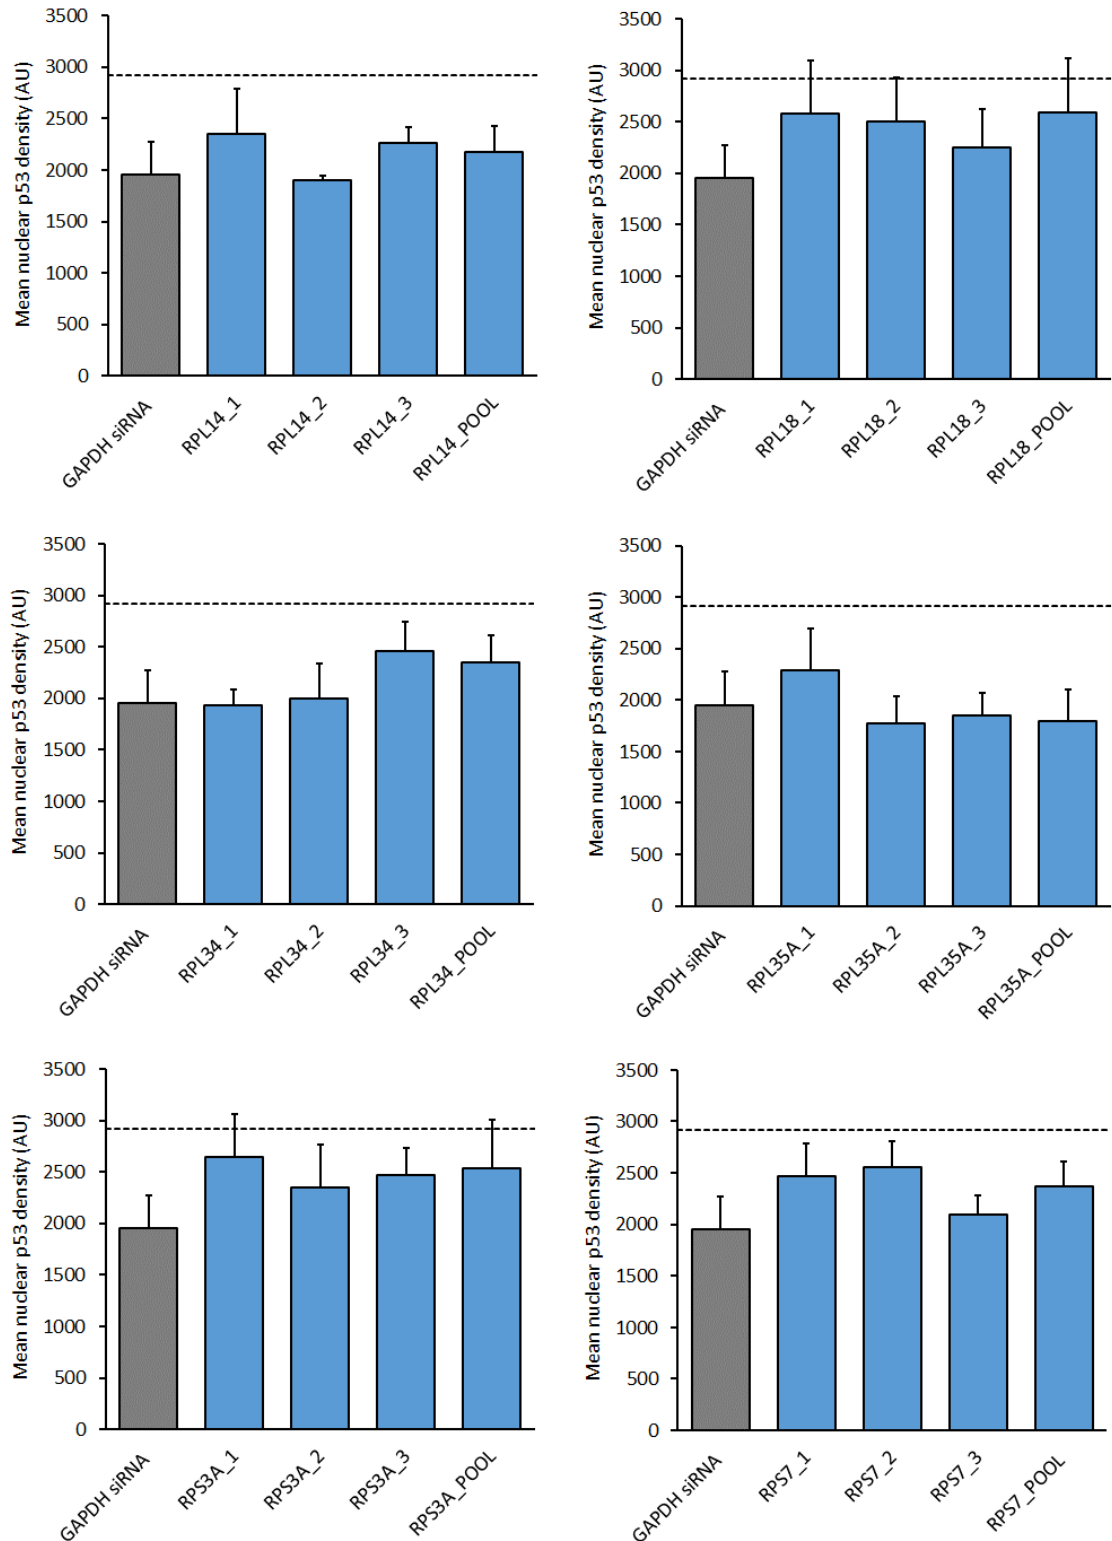 Mean nuclear p53 density (AU)
3500
3000
2500
2000
1500
1000
500
0
GAPDH siRNA
RPL14_1
RPL14_2
RPL14_3
RPL14_POOL
Mean nuclear p53 density (AU)
3500
3000
2500
2000
1500
1000
500
0
GAPDH siRNA
RPL18_1
RPL18_2
RPL18_3
RPL18_POOL
Mean nuclear p53 density (AU)
3500
3000
2500
2000
1500
1000
500
0
GAPDH siRNA
RPL34_1
RPL34_2
RPL34_3
RPL34_POOL
Mean nuclear p53 density (AU)
3500
3000
2500
2000
1500
1000
500
0
GAPDH siRNA
RPL35A_1
RPL35A_2
RPL35A_3
RPL35A_POOL
Mean nuclear p53 density (AU)
3500
3000
2500
2000
1500
1000
500
0
GAPDH siRNA
RPS3A_1
RPS3A_2
RPS3A_3
RPS3A_POOL
Mean nuclear p53 density (AU)
3500
3000
2500
2000
1500
1000
500
0
GAPDH siRNA
RPS7_1
RPS7_2
RPS7_3
RPS7_POOL